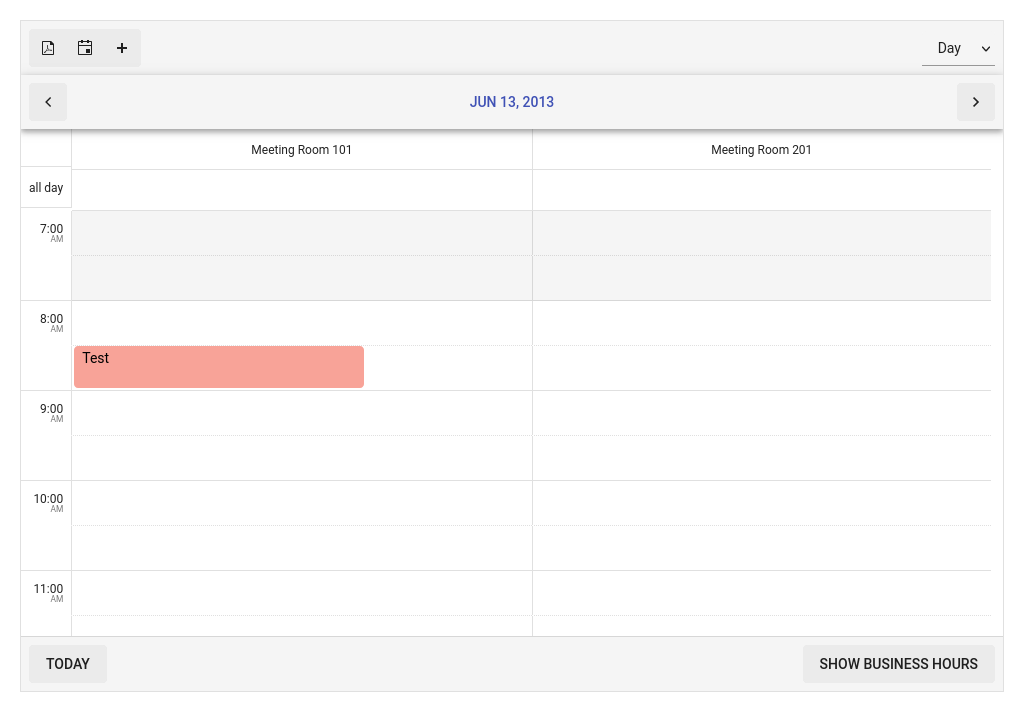 Day
JUN 13, 2013
Meeting Room 101
Meeting Room 201
all day
7:00
AM
8:00
AM
Test
9:00
AM
10:00
AM
11:00
AM
TODAY
SHOW BUSINESS HOURS